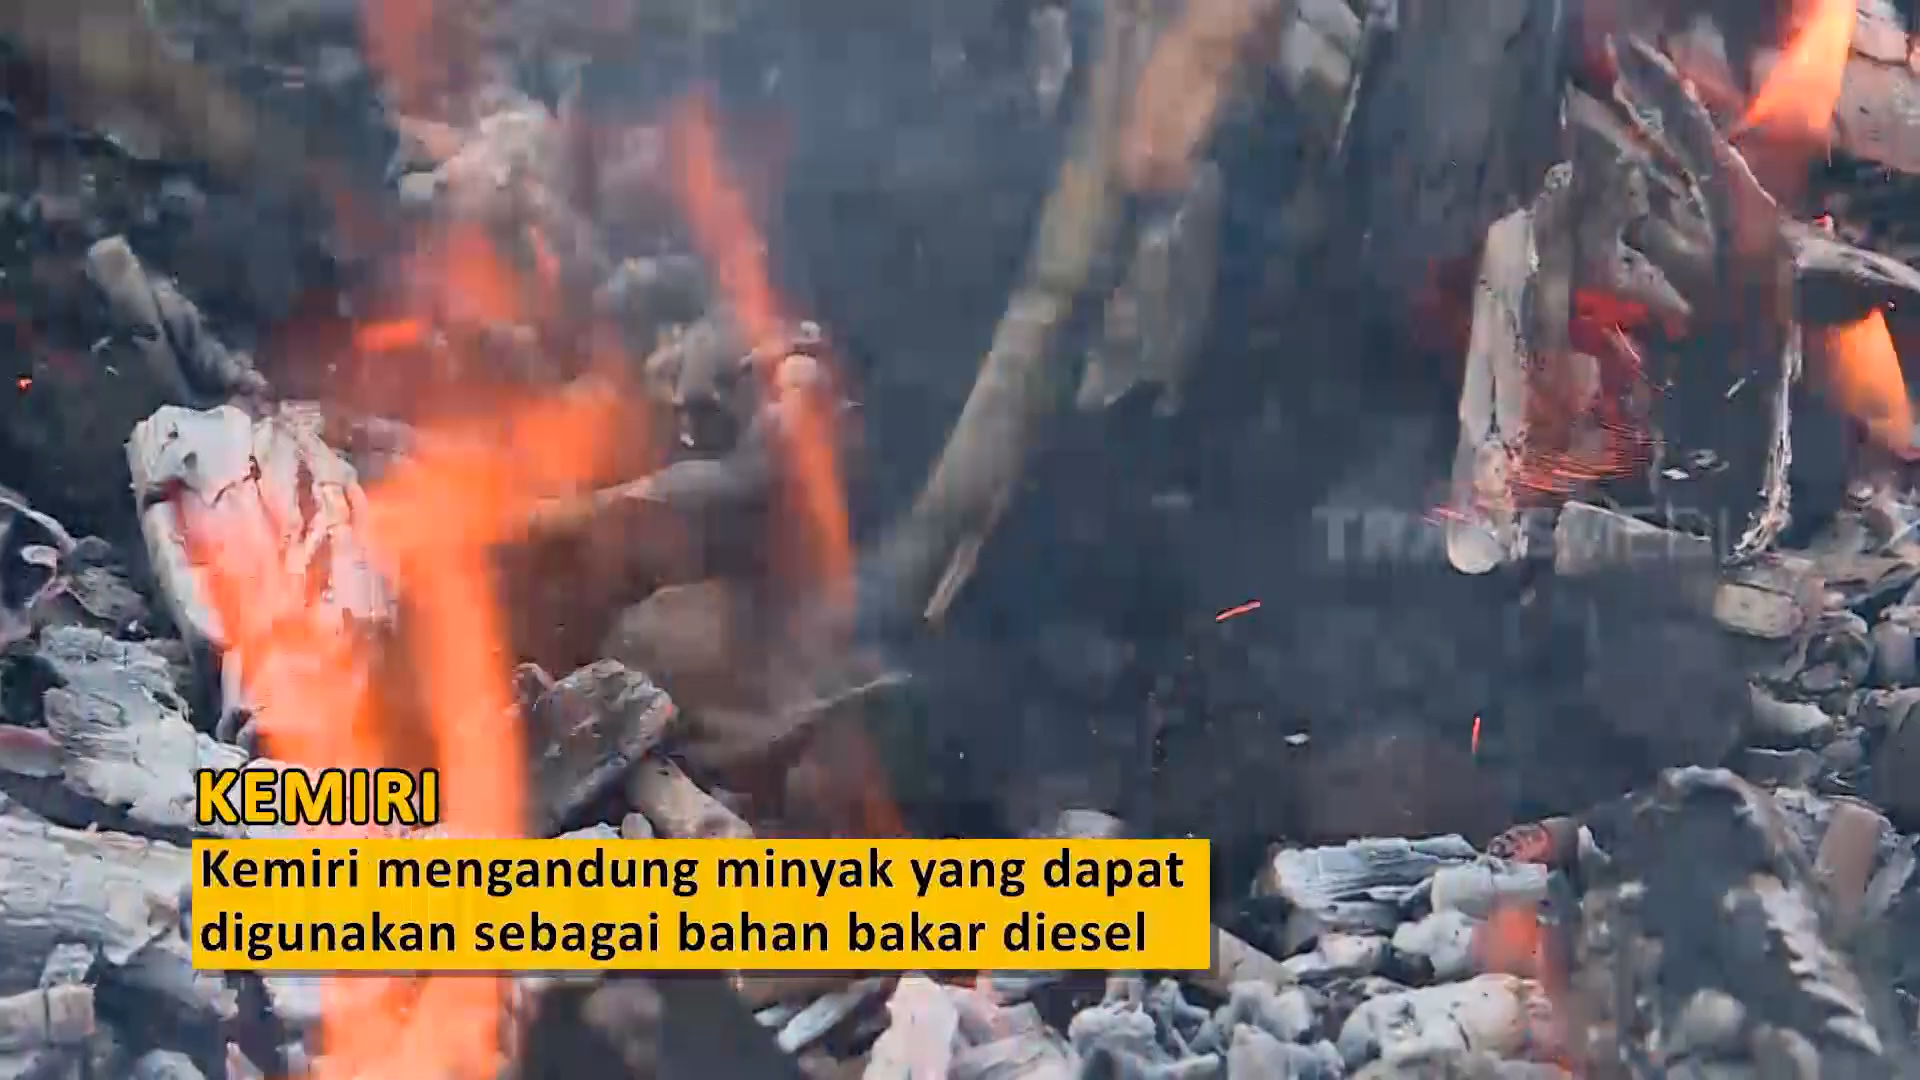 KEMIRI
Kemiri mengandung minyak yang dapat
digunakan sebagai bahan bakar diesel